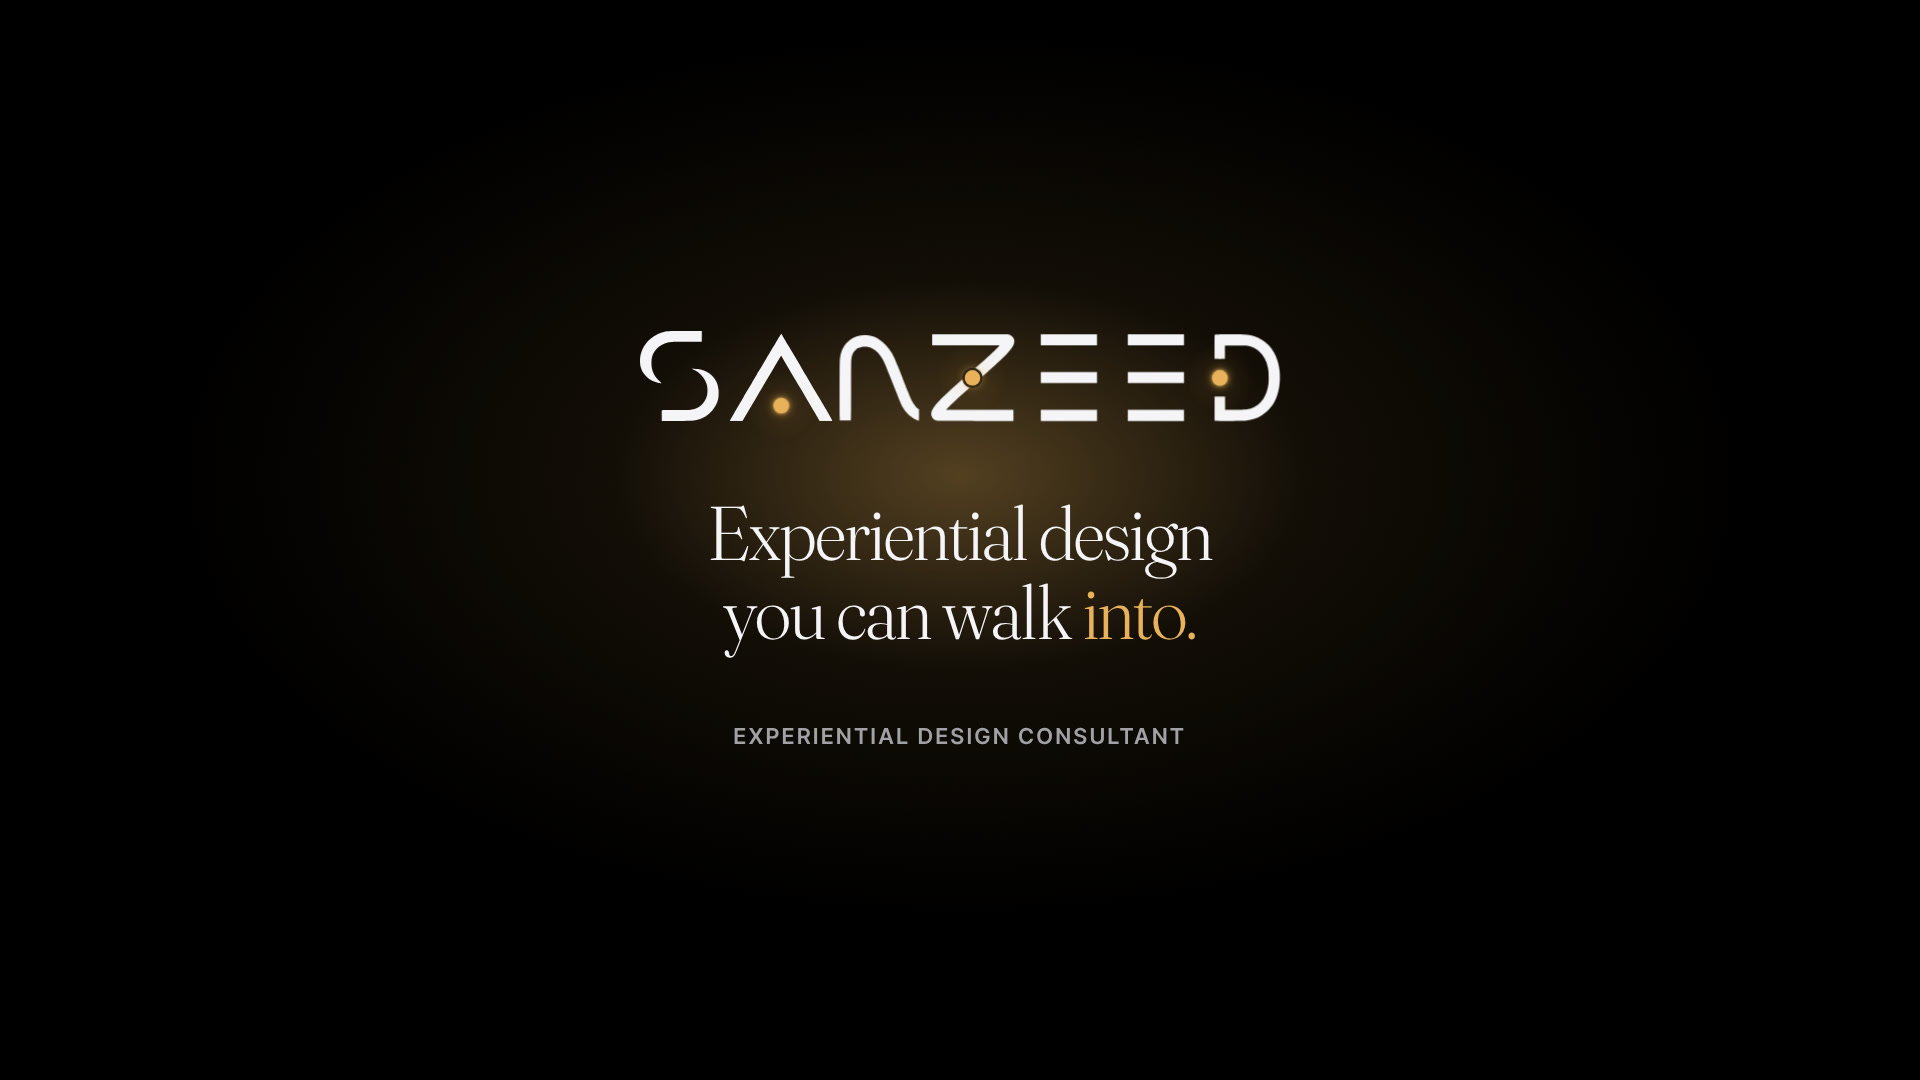 SANZEED
Experiential design
you can walk into.
EXPERIENTIAL DESIGN CONSULTANT